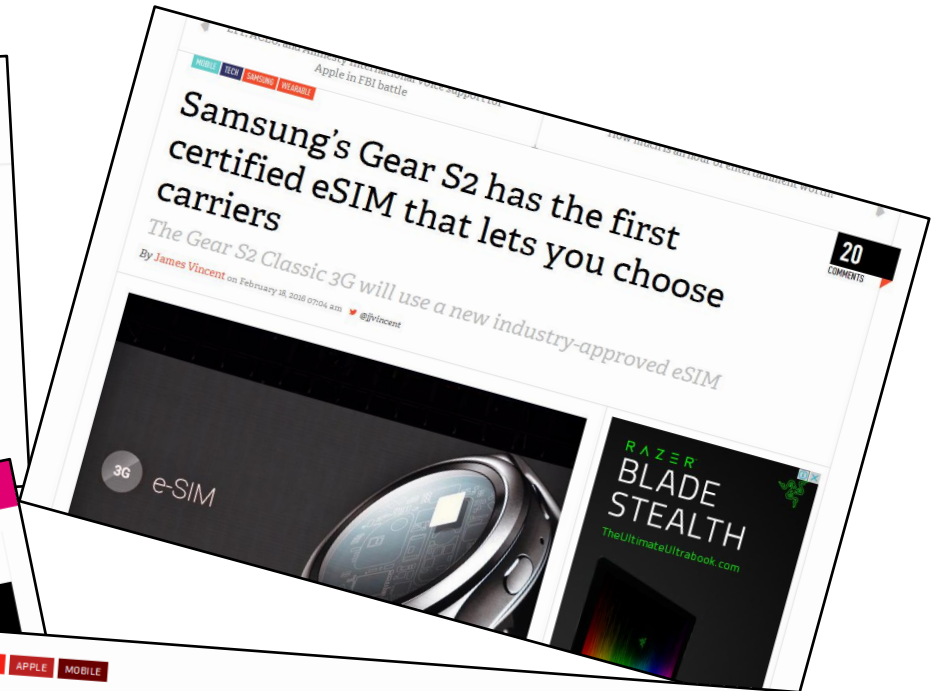 Apple in FBI battle
MOBILE TECH SAMSUNG WEARABLE
Samsung's Gear S2 has the first
certified eSIM that lets you choose
carriers
The Gear S2 Classic 3G will use a new industry-approved eSIM
By James Vincent on February 18, 2016 07:04 am @jjvincent
20
COMMENTS
3G e-SIM
RAZER
BLADE
STEALTH
TheUltimateUltrabook.com
APPLE MOBILE